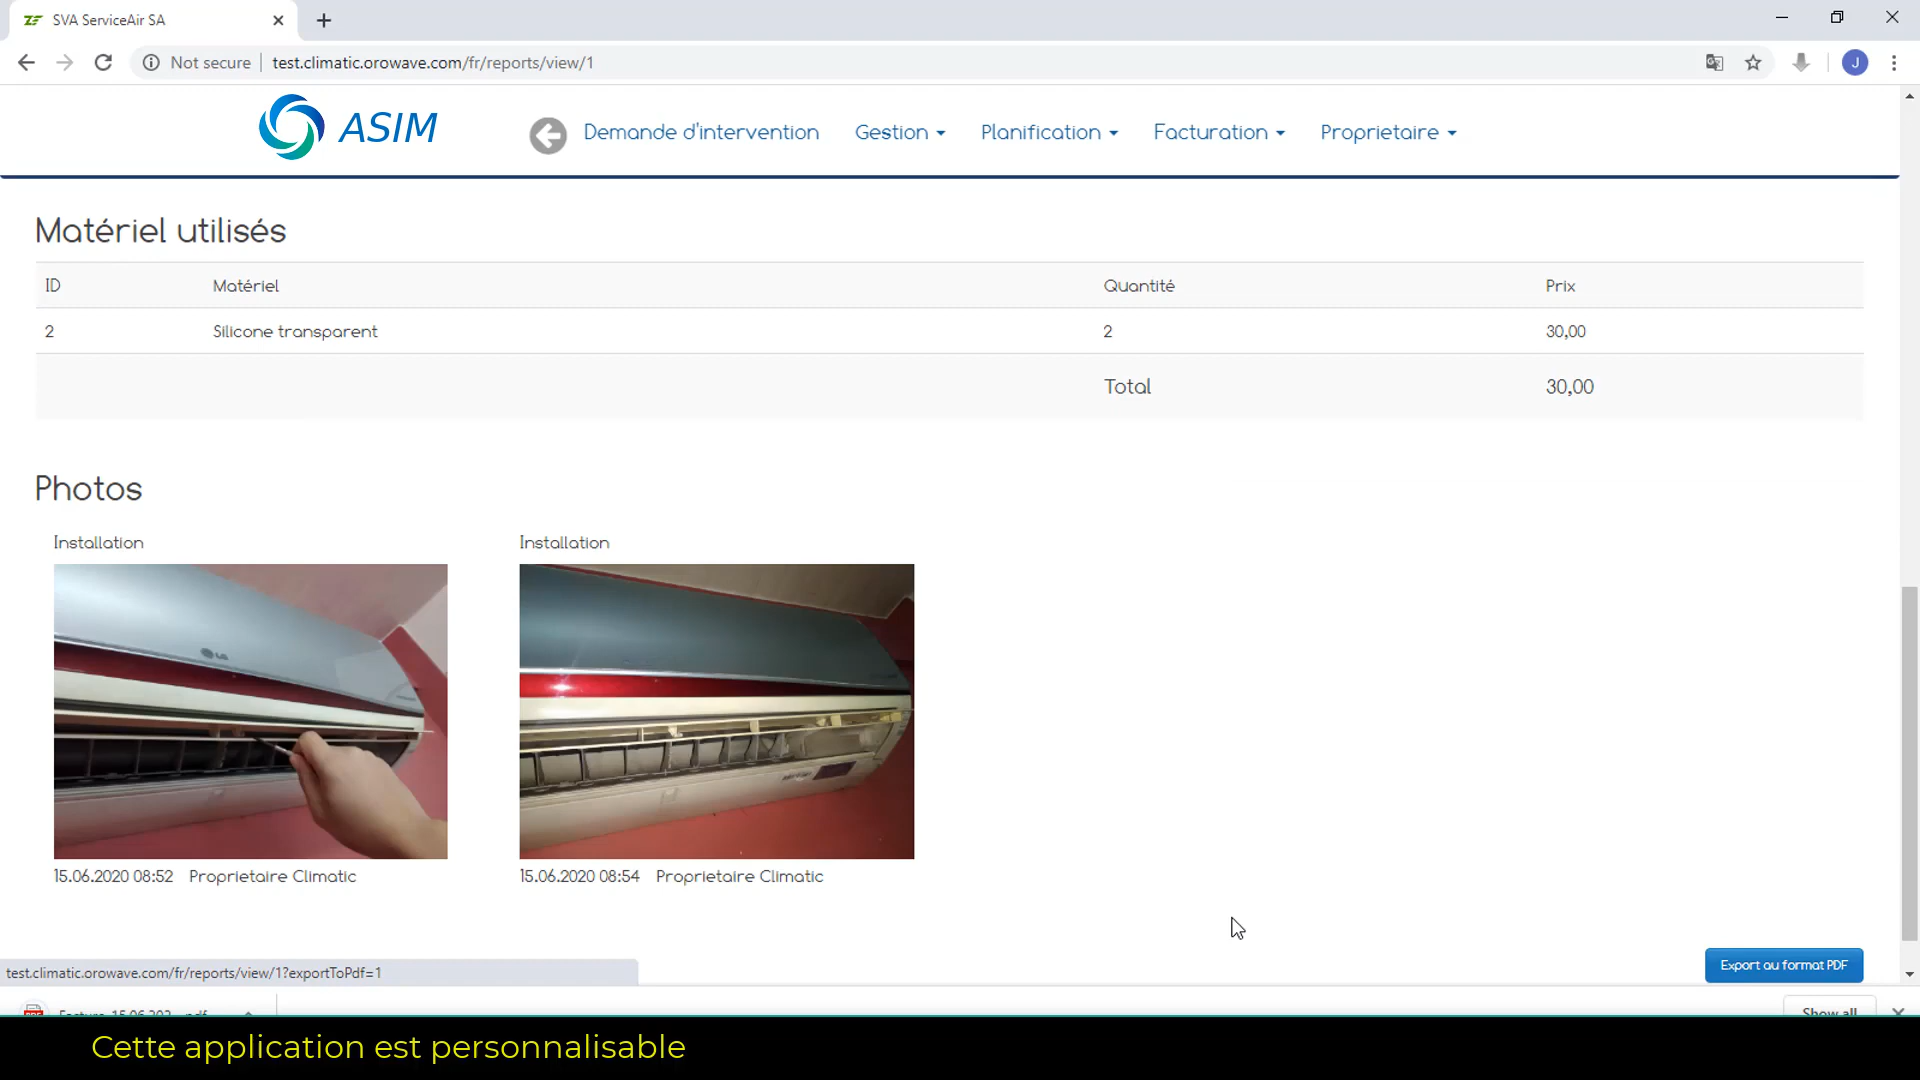 SVA ServiceAir SA
Not secure
test.climatic.orowave.com/fr/reports/view/1
J
ASIM
Demande d'intervention
Gestion
Planification
Facturation
Proprietaire
Matériel utilisés
ID Matériel Quantité Prix
2 Silicone transparent 2 30,00
Total 30,00
Photos
Installation
Installation
LG
15.06.2020 08:52 Proprietaire Climatic
15.06.2020 08:54 Proprietaire Climatic
Export au format PDF
test.climatic.orowave.com/fr/reports/view/1?exportToPdf=1
Show all
Cette application est personnalisable